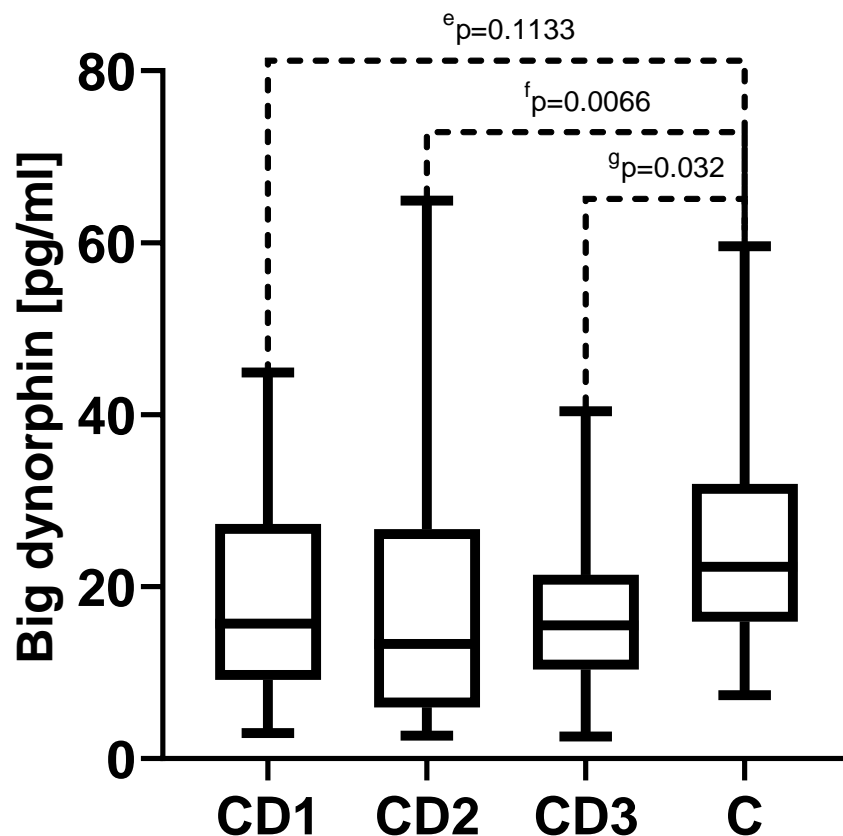 ᵉp=0.1133
ᶠp=0.0066
ᵍp=0.032
Big dynorphin [pg/ml]
80
60
40
20
0
CD1 CD2 CD3 C